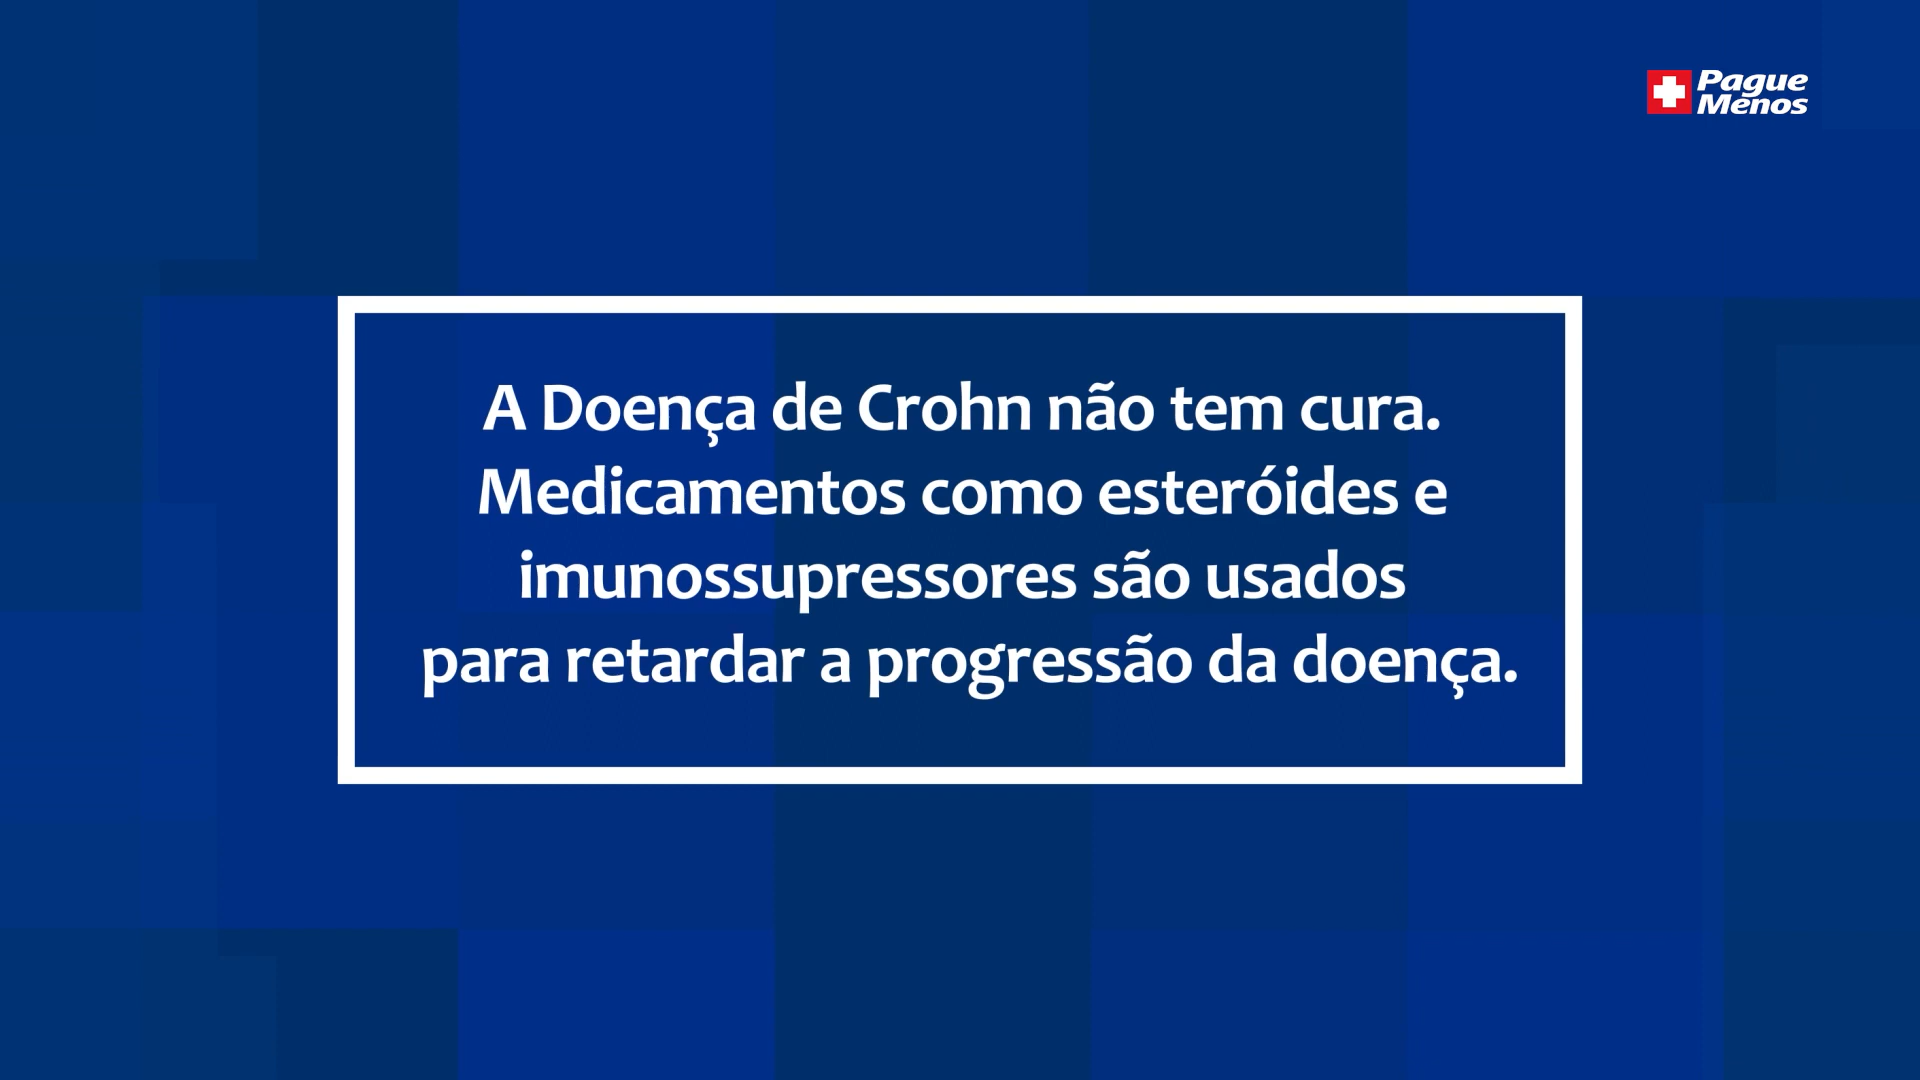 Pague
Menos
A Doença de Crohn não tem cura.
Medicamentos como esteróides e
imunossupressores são usados
para retardar a progressão da doença.